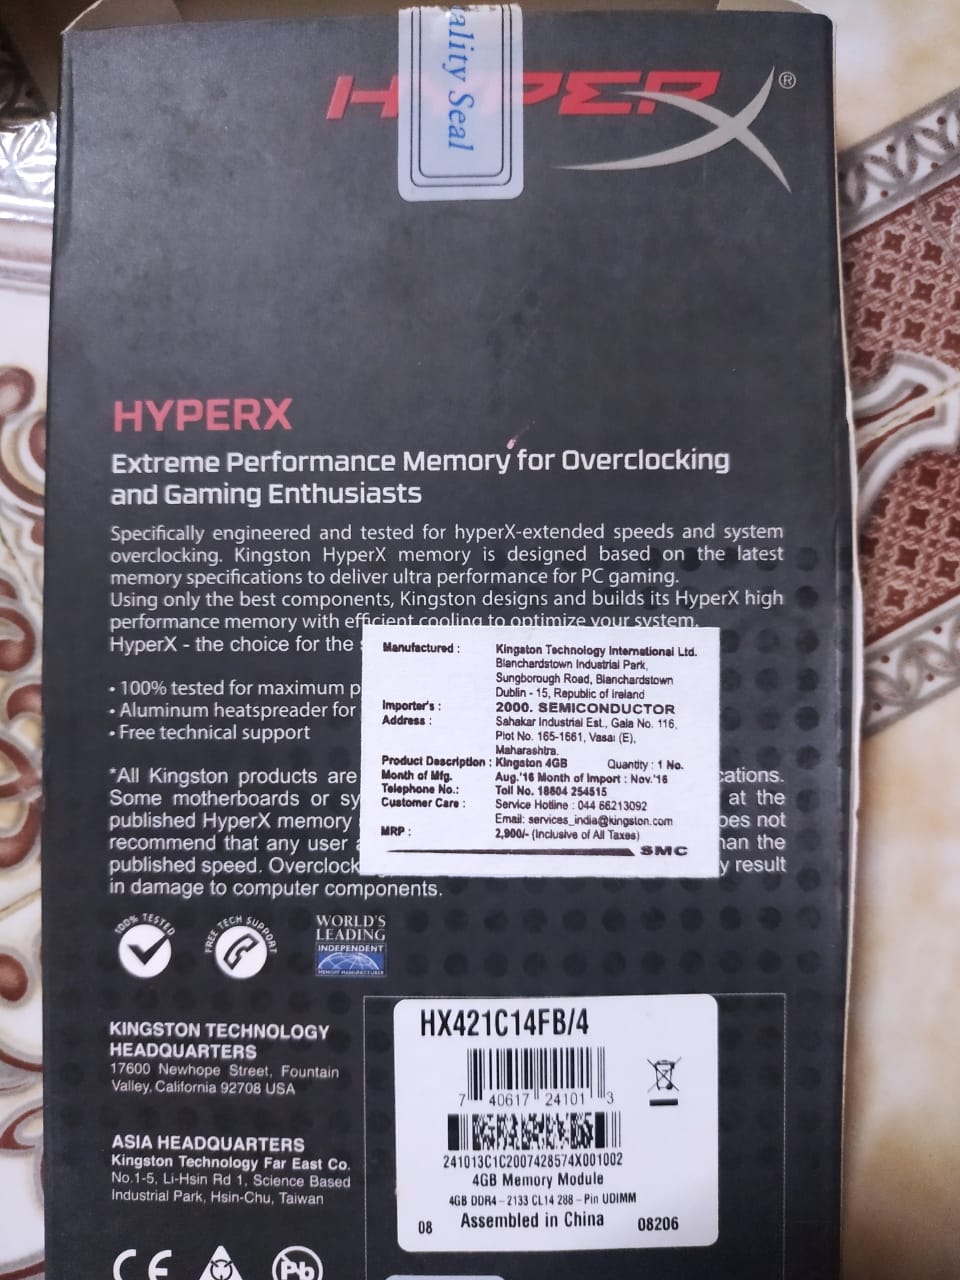 ality Seal
HYPERX®
HYPERX
Extreme Performance Memory for Overclocking
and Gaming Enthusiasts
Specifically engineered and tested for hyperX-extended speeds and system
overclocking. Kingston HyperX memory is designed based on the latest
memory specifications to deliver ultra performance for PC gaming.
Using only the best components, Kingston designs and builds its HyperX high
performance memory with efficient cooling to optimize your system.
HyperX - the choice for the
• 100% tested for maximum p
• Aluminum heatspreader for
• Free technical support
*All Kingston products are cations.
Some motherboards or sy at the
published HyperX memory oes not
recommend that any user han the
published speed. Overclock y result
in damage to computer components.
Manufactured : Kingston Technology International Ltd.
Blanchardstown Industrial Park,
Sungborough Road, Blanchardstown
Dublin - 15, Republic of Ireland
Importer's : 2000. SEMICONDUCTOR
Address : Sahakar Industrial Est., Gala No. 116,
Plot No. 165-1661, Vasai (E),
Maharashtra.
Product Description : Kingston 4GB Quantity : 1 No.
Month of Mfg. Aug.'16 Month of Import : Nov.'16
Telephone No.: Toll No. 18604 254515
Customer Care : Service Hotline : 044 66213092
Email: services_india@kingston.com
MRP : 2,900/- (Inclusive of All Taxes)
SMC
100% TESTED
FREE TECH SUPPORT
WORLD'S
LEADING
INDEPENDENT
MEMORY MANUFACTURER
KINGSTON TECHNOLOGY
HEADQUARTERS
17600 Newhope Street, Fountain
Valley, California 92708 USA
ASIA HEADQUARTERS
Kingston Technology Far East Co.
No.1-5, Li-Hsin Rd 1, Science Based
Industrial Park, Hsin-Chu, Taiwan
CE
Pb
HX421C14FB/4
7 40617 24101 3
241013C1C2007428574X001002
4GB Memory Module
4GB DDR4-2133 CL14 288-Pin UDIMM
08 Assembled in China 08206